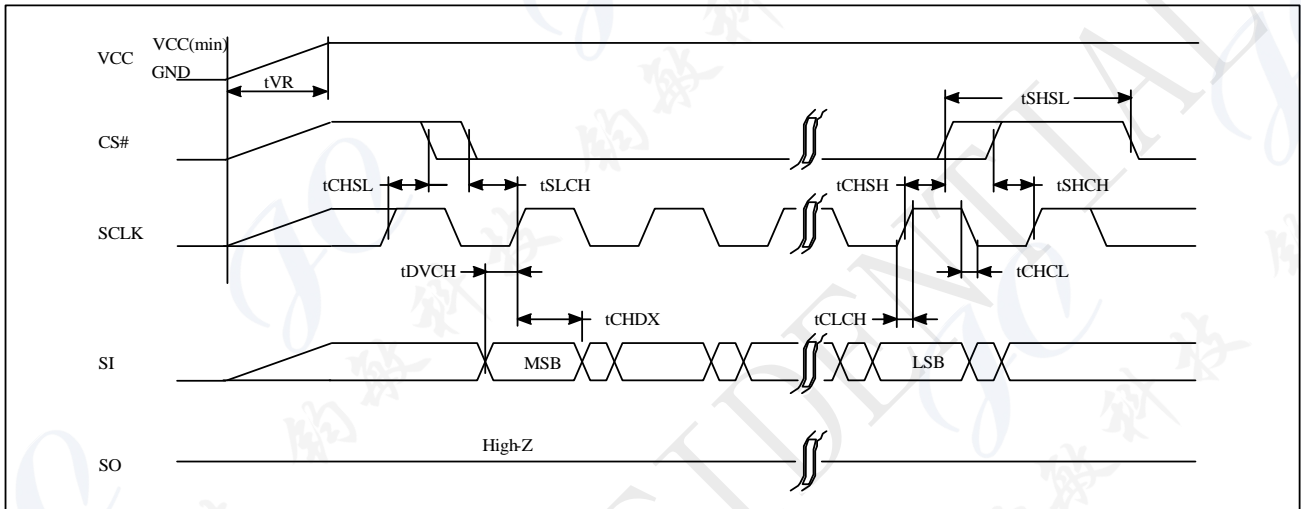 VCC
VCC(min)
GND
tVR
tSHSL
CS#
tCHSL
tSLCH
tCHSH
tSHCH
SCLK
tDVCH
tCHCL
tCHDX
tCLCH
SI
MSB
LSB
High-Z
SO